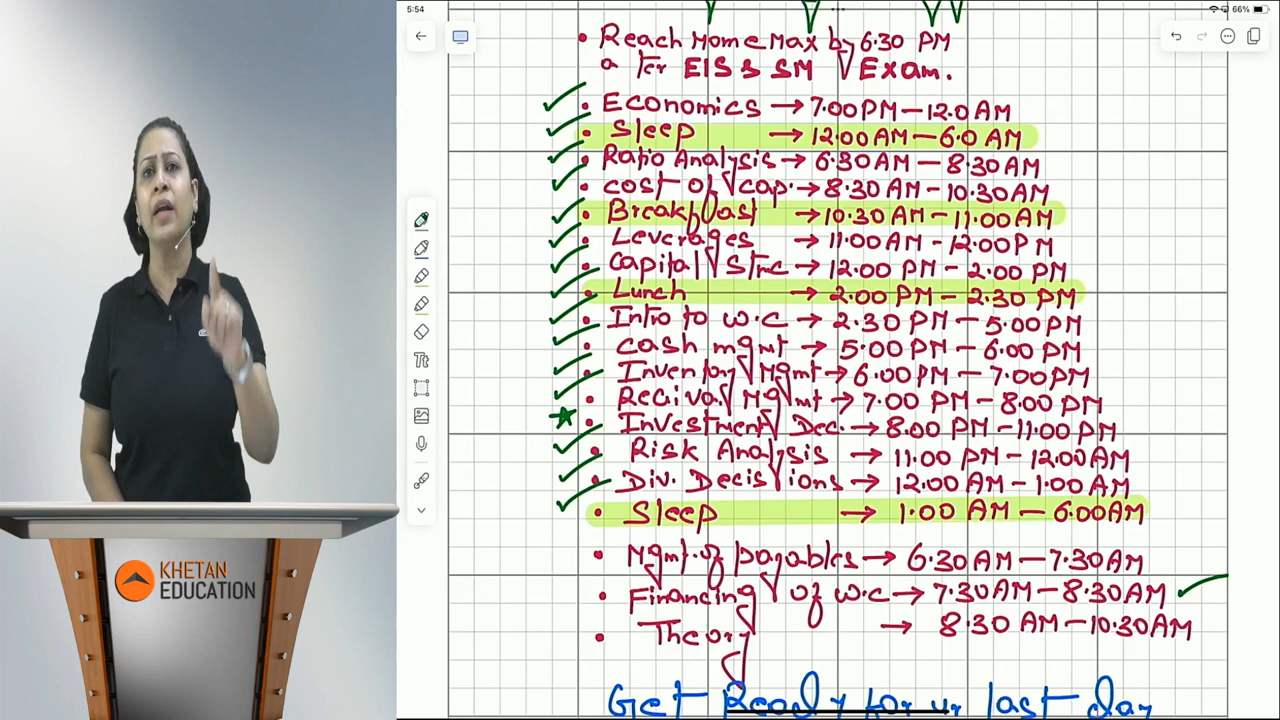 5:54
66%
• Reach Home Max by 6.30 PM
after EIS & SM Exam.
• Economics → 7.00 PM – 12.0 AM
• Sleep → 12.00 AM – 6.0 AM
• Ratio Analysis → 6.30 AM – 8.30 AM
• Cost of cap. → 8.30 AM – 10.30 AM
• Breakfast → 10.30 AM – 11.00 AM
• Leverages → 11.00 AM – 12.00 PM
• Capital Struc → 12.00 PM – 2.00 PM
• Lunch → 2.00 PM – 2.30 PM
• Intro to W.C → 2.30 PM – 5.00 PM
• Cash mgmt → 5.00 PM – 6.00 PM
• Inventory Mgmt → 6.00 PM – 7.00 PM
• Recival Mgmt → 7.00 PM – 8.00 PM
• Investment Dec. → 8.00 PM – 11.00 PM
• Risk Analysis → 11.00 PM – 12.00 AM
• Div. Decisions → 12.00 AM – 1.00 AM
• Sleep → 1.00 AM – 6.00 AM
• Mgmt. of payables → 6.30 AM – 7.30 AM
• Financing of W.C → 7.30 AM – 8.30 AM
• Theory → 8.30 AM – 10.30 AM
Get Ready for ur last day
Tt
KHETAN
EDUCATION